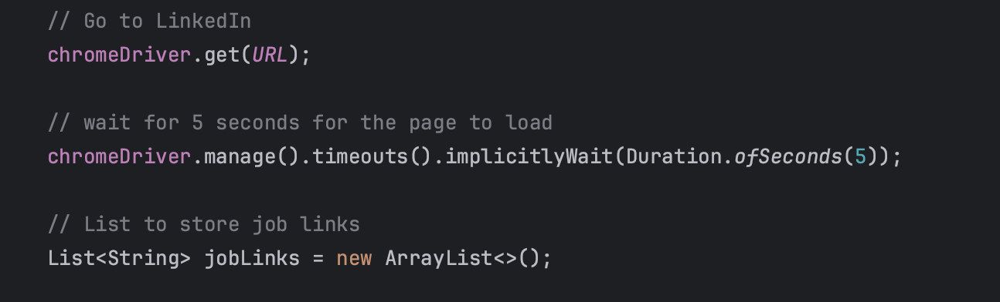 // Go to LinkedIn
chromeDriver.get(URL);
// wait for 5 seconds for the page to load
chromeDriver.manage().timeouts().implicitlyWait(Duration.ofSeconds(5));
// List to store job links
List<String> jobLinks = new ArrayList<>();